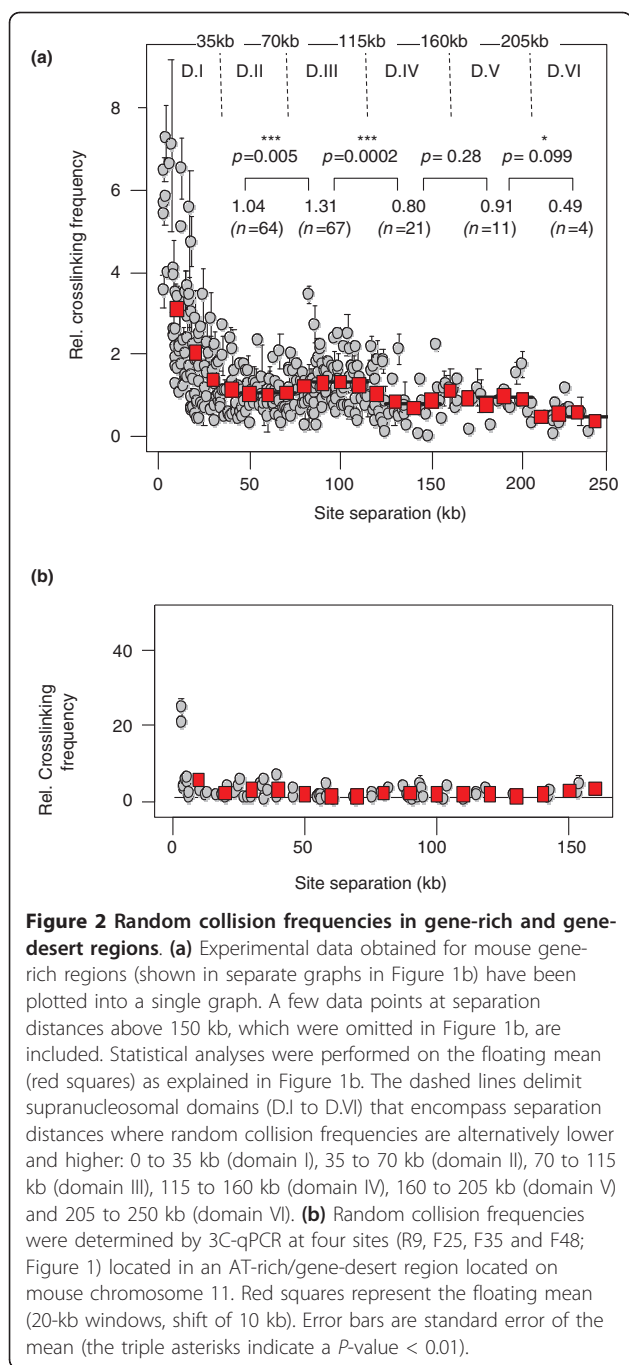 (a)
35kb 70kb 115kb 160kb 205kb
D.I D.II D.III D.IV D.V D.VI
*** *** *
p=0.005 p=0.0002 p= 0.28 p= 0.099
1.04 1.31 0.80 0.91 0.49
(n=64) (n=67) (n=21) (n=11) (n=4)
Rel. crosslinking frequency
8
6
4
2
0
0 50 100 150 200 250
Site separation (kb)
(b)
Rel. Crosslinking
frequency
40
20
0
0 50 100 150
Site separation (kb)
Figure 2 Random collision frequencies in gene-rich and gene-
desert regions. (a) Experimental data obtained for mouse gene-
rich regions (shown in separate graphs in Figure 1b) have been
plotted into a single graph. A few data points at separation
distances above 150 kb, which were omitted in Figure 1b, are
included. Statistical analyses were performed on the floating mean
(red squares) as explained in Figure 1b. The dashed lines delimit
supranucleosomal domains (D.I to D.VI) that encompass separation
distances where random collision frequencies are alternatively lower
and higher: 0 to 35 kb (domain I), 35 to 70 kb (domain II), 70 to 115
kb (domain III), 115 to 160 kb (domain IV), 160 to 205 kb (domain V)
and 205 to 250 kb (domain VI). (b) Random collision frequencies
were determined by 3C-qPCR at four sites (R9, F25, F35 and F48;
Figure 1) located in an AT-rich/gene-desert region located on
mouse chromosome 11. Red squares represent the floating mean
(20-kb windows, shift of 10 kb). Error bars are standard error of the
mean (the triple asterisks indicate a P-value < 0.01).